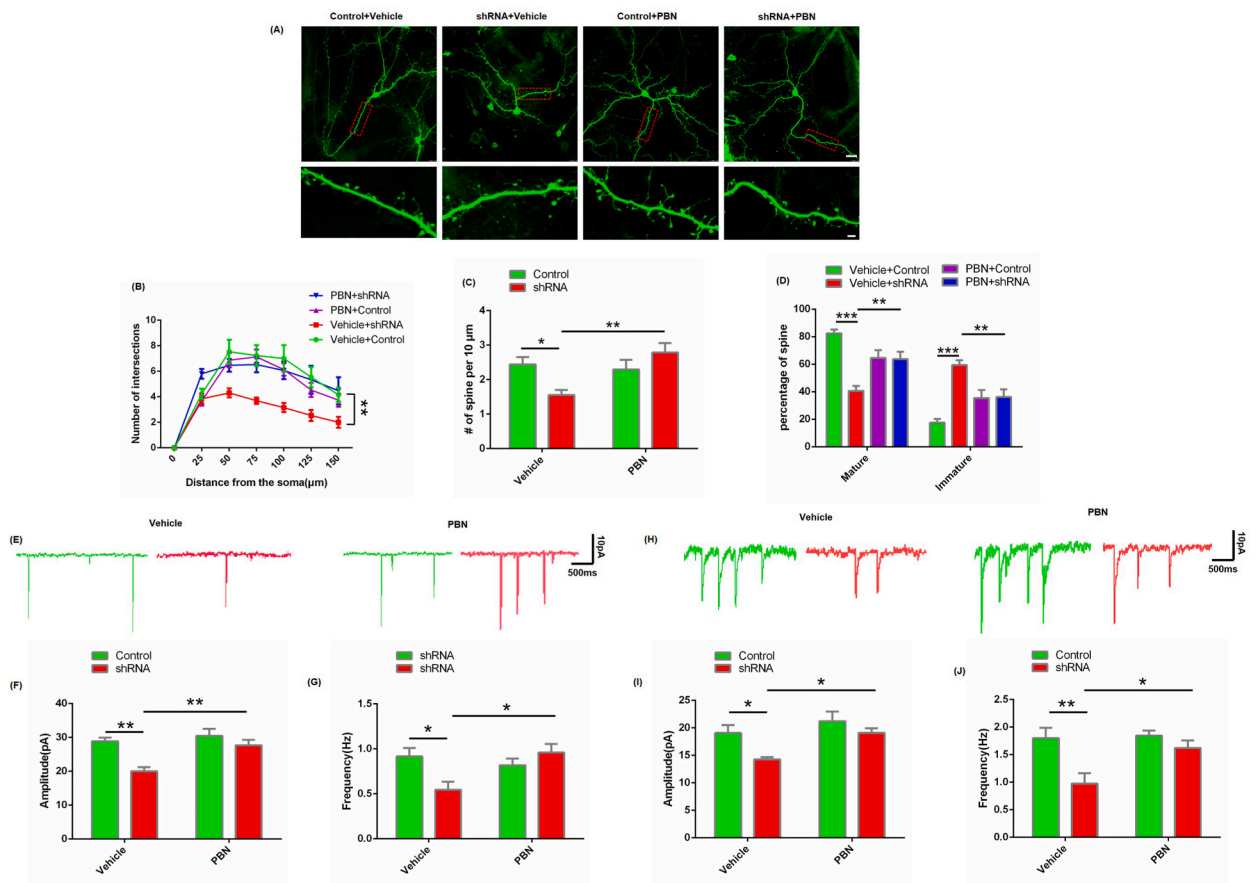 Control+Vehicle
shRNA+Vehicle
Control+PBN
shRNA+PBN
(A)
(B)
PBN+shRNA
PBN+Control
Vehicle+shRNA
Vehicle+Control
Number of intersections
10
8
6
4
2
0
**
0
25
50
75
100
125
150
Distance from the soma(µm)
(C)
Control
shRNA
# of spine per 10 µm
4
3
2
1
0
*
**
Vehicle
PBN
(D)
Vehicle+Control
Vehicle+shRNA
PBN+Control
PBN+shRNA
percentage of spine
100
80
60
40
20
0
***
**
***
**
Mature
Immature
(E)
Vehicle
PBN
10pA
500ms
(H)
Vehicle
PBN
10pA
500ms
(F)
Control
shRNA
Amplitude(pA)
40
30
20
10
0
**
**
Vehicle
PBN
(G)
shRNA
shRNA
Frequency(Hz)
1.5
1.0
0.5
0.0
*
*
Vehicle
PBN
(I)
Control
shRNA
Amplitude(pA)
25
20
15
10
5
0
*
*
Vehicle
PBN
(J)
Control
shRNA
Frequency(Hz)
2.5
2.0
1.5
1.0
0.5
0.0
**
*
Vehicle
PBN